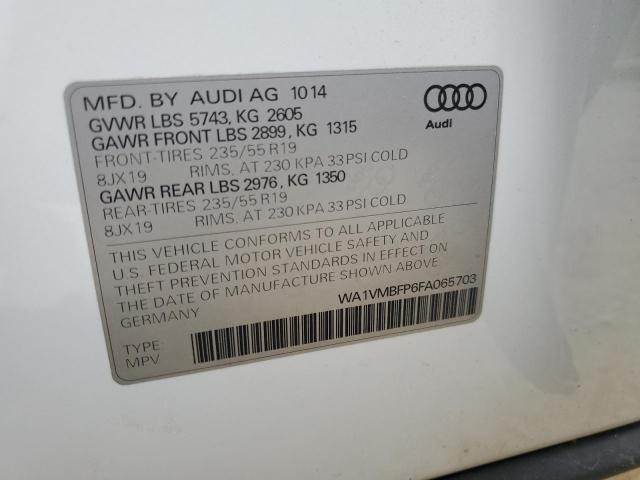 MFD. BY AUDI AG 1014
GVWR LBS 5743, KG 2605
GAWR FRONT LBS 2899, KG 1315
FRONT-TIRES 235/55 R19
8JX19 RIMS, AT 230 KPA 33 PSI COLD
GAWR REAR LBS 2976, KG 1350
REAR-TIRES 235/55 R19
8JX19 RIMS, AT 230 KPA 33 PSI COLD
Audi
THIS VEHICLE CONFORMS TO ALL APPLICABLE
U.S. FEDERAL MOTOR VEHICLE SAFETY AND
THEFT PREVENTION STANDARDS IN EFFECT ON
THE DATE OF MANUFACTURE SHOWN ABOVE.
GERMANY
WA1VMBFP6FA065703
TYPE:
MPV